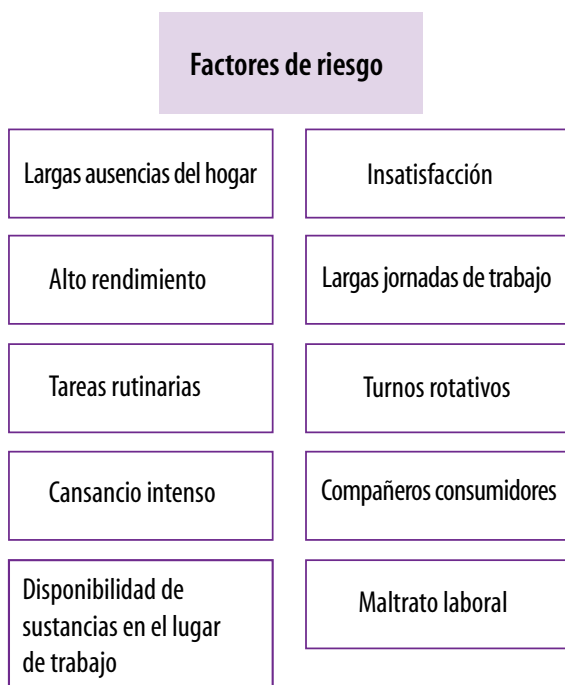 Factores de riesgo
Largas ausencias del hogar
Insatisfacción
Alto rendimiento
Largas jornadas de trabajo
Tareas rutinarias
Turnos rotativos
Cansancio intenso
Compañeros consumidores
Disponibilidad de
sustancias en el lugar
de trabajo
Maltrato laboral